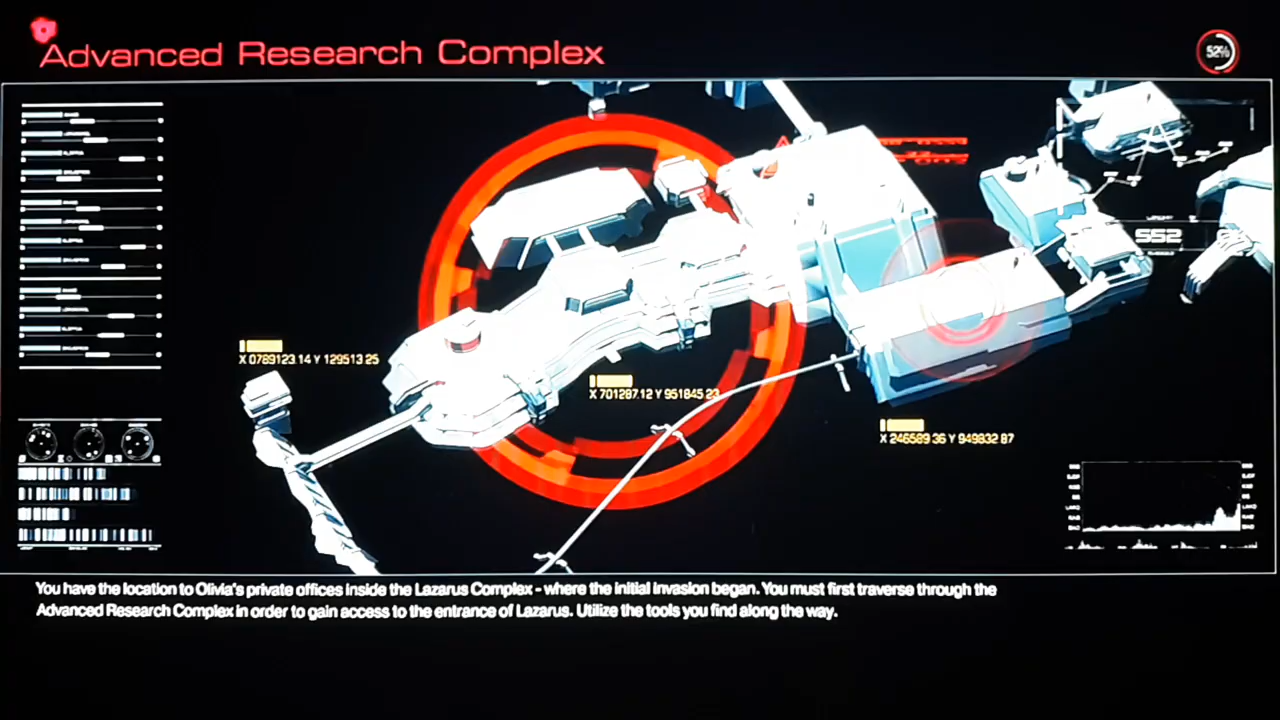 Advanced Research Complex
52%
X 0789123.14 Y 129513.25
X 701287.12 Y 951845.23
SS2
X 246589.36 Y 949832.87
You have the location to Olivia's private offices inside the Lazarus Complex - where the initial invasion began. You must first traverse through the
Advanced Research Complex in order to gain access to the entrance of Lazarus. Utilize the tools you find along the way.